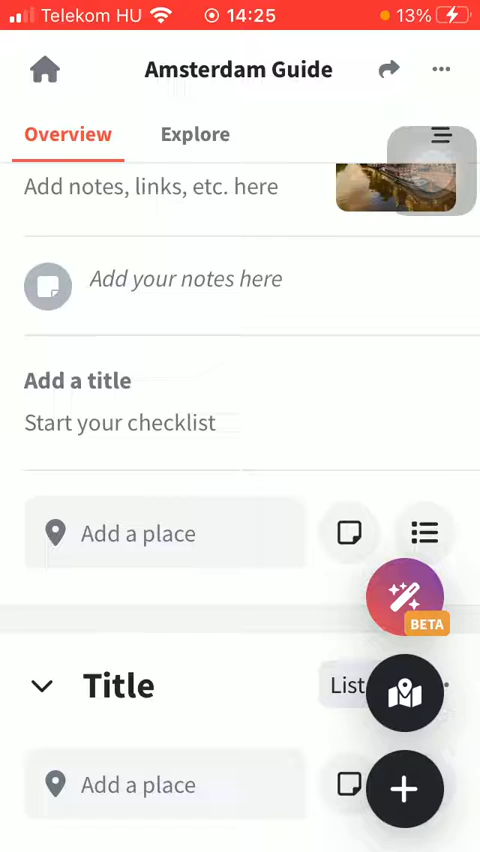 Telekom HU 14:25 13%
Amsterdam Guide
Overview Explore
Add notes, links, etc. here
Add your notes here
Add a title
Start your checklist
Add a place
BETA
Title List
Add a place